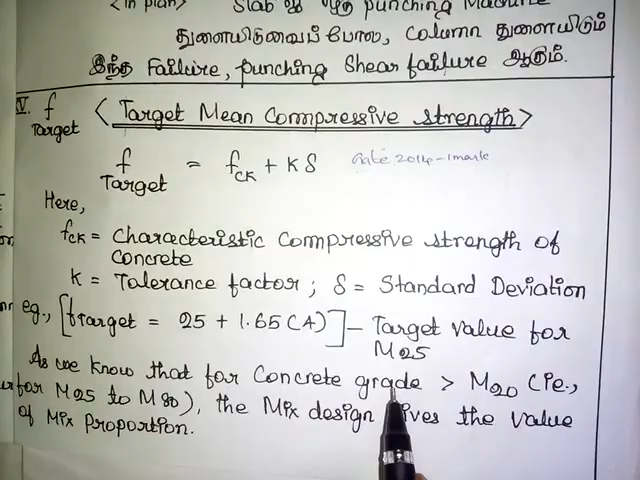 <In plan> Slab ஐ ஒரு punching Machine
துளையிடுவைப் போல, Column துளையிடும்
இந்த Failure, punching Shear failure ஆகும்.
V. f Target < Target Mean Compressive strength >
f Target = fck + K δ Gate 2014 - 1 mark
Here,
fck = Characteristic Compressive strength of
Concrete
K = Tolerance factor ; δ = Standard Deviation
eg., [fTarget = 25 + 1.65 (4)] - Target value for
M25
As we know that for Concrete grade > M20 (ie.,
for M25 to M80), the Mix design gives the value
of Mix Proportion.